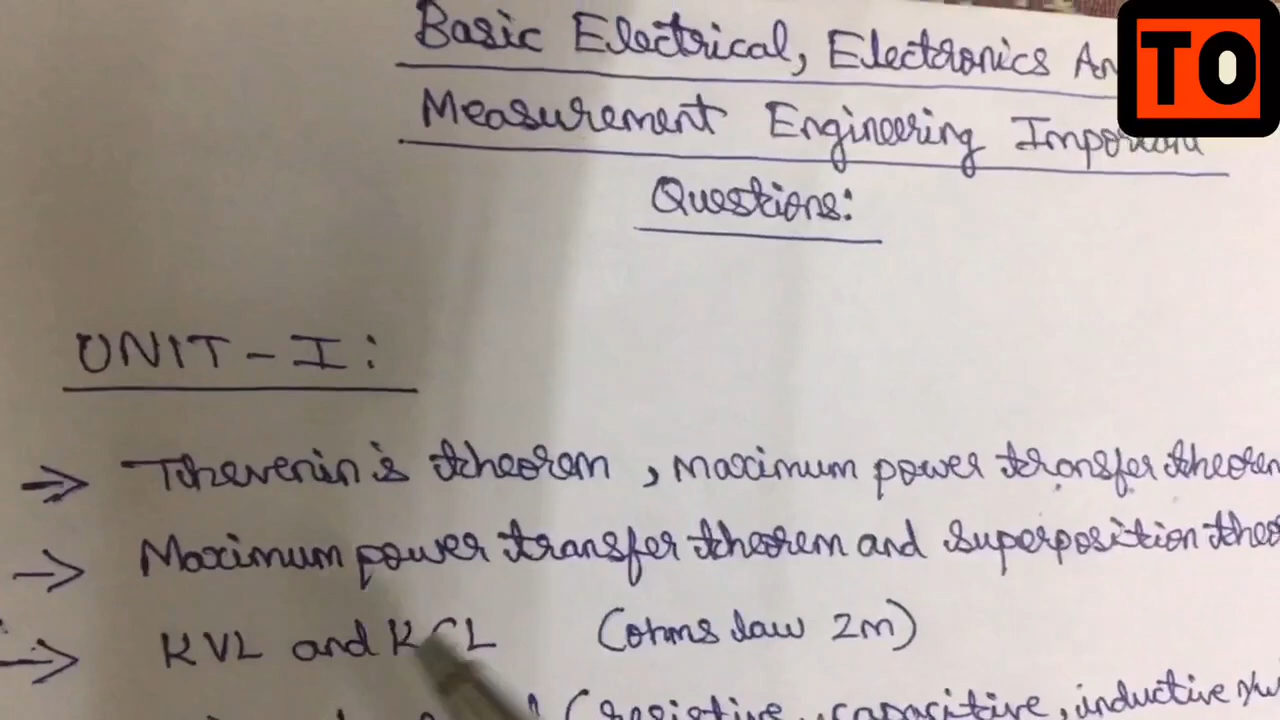 Basic Electrical, Electronics An
TO
Measurement Engineering Important
Questions:
UNIT - I:
→ Thevenin's theorem, Maximum power transfer theorem
→ Maximum power transfer theorem and Superposition theo
→ KVL and KCL (ohms law 2m)
(resistive, capacitive, inductive